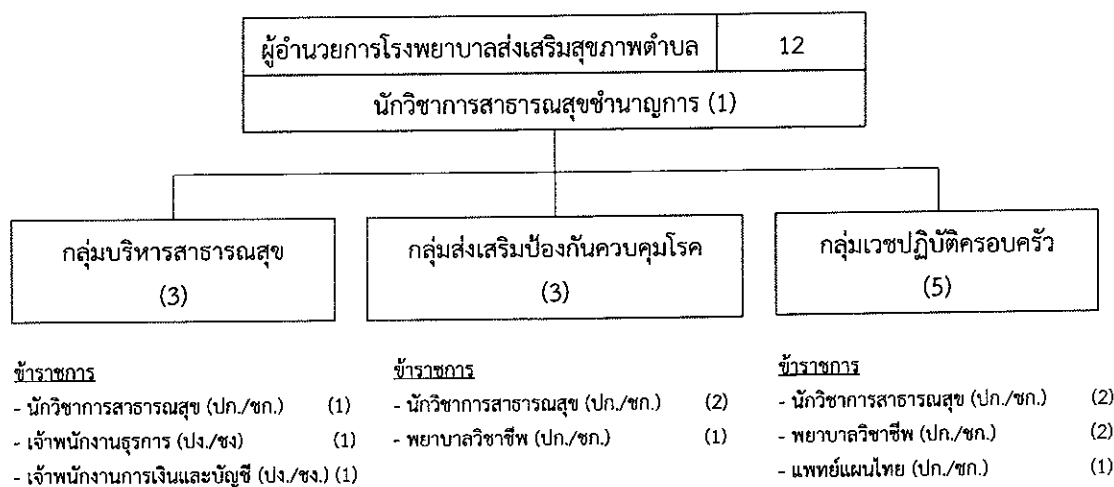 ผู้อำนวยการโรงพยาบาลส่งเสริมสุขภาพตำบล 12
นักวิชาการสาธารณสุขชำนาญการ (1)
กลุ่มบริหารสาธารณสุข
(3)
กลุ่มส่งเสริมป้องกันควบคุมโรค
(3)
กลุ่มเวชปฏิบัติครอบครัว
(5)
ข้าราชการ
- นักวิชาการสาธารณสุข (ปก./ชก.) (1)
- เจ้าพนักงานธุรการ (ปง./ชง) (1)
- เจ้าพนักงานการเงินและบัญชี (ปง./ชง.) (1)
ข้าราชการ
- นักวิชาการสาธารณสุข (ปก./ชก.) (2)
- พยาบาลวิชาชีพ (ปก./ชก.) (1)
ข้าราชการ
- นักวิชาการสาธารณสุข (ปก./ชก.) (2)
- พยาบาลวิชาชีพ (ปก./ชก.) (2)
- แพทย์แผนไทย (ปก./ชก.) (1)